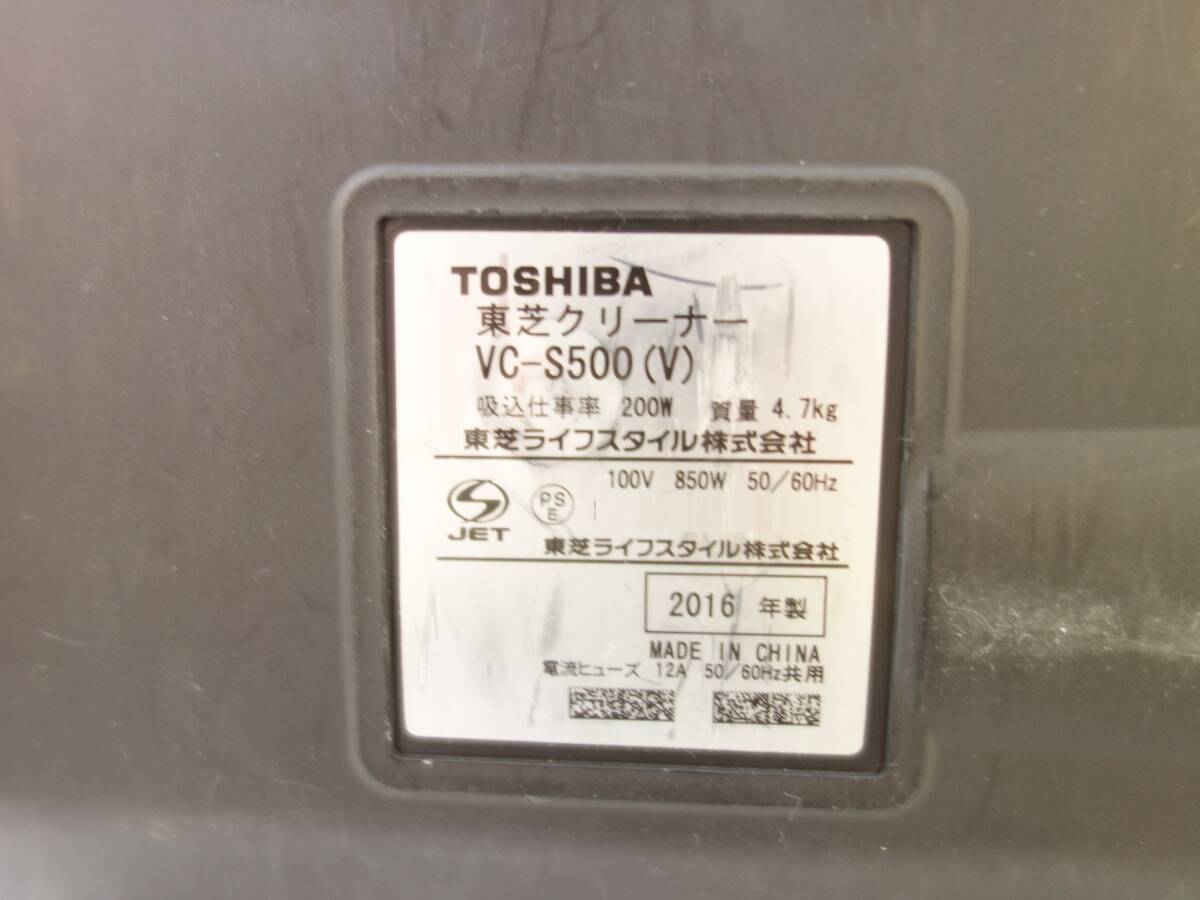 TOSHIBA
東芝クリーナー
VC-S500(V)
吸込仕事率 200W 質量 4.7kg
東芝ライフスタイル株式会社
100V 850W 50/60Hz
JET
PS
E
東芝ライフスタイル株式会社
2016 年製
MADE IN CHINA
電流ヒューズ 12A 50/60Hz共用